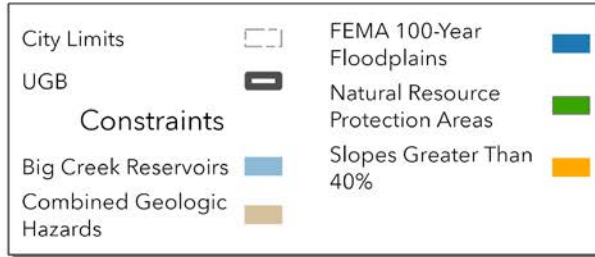 City Limits
UGB
Constraints
Big Creek Reservoirs
Combined Geologic
Hazards
FEMA 100-Year
Floodplains
Natural Resource
Protection Areas
Slopes Greater Than
40%